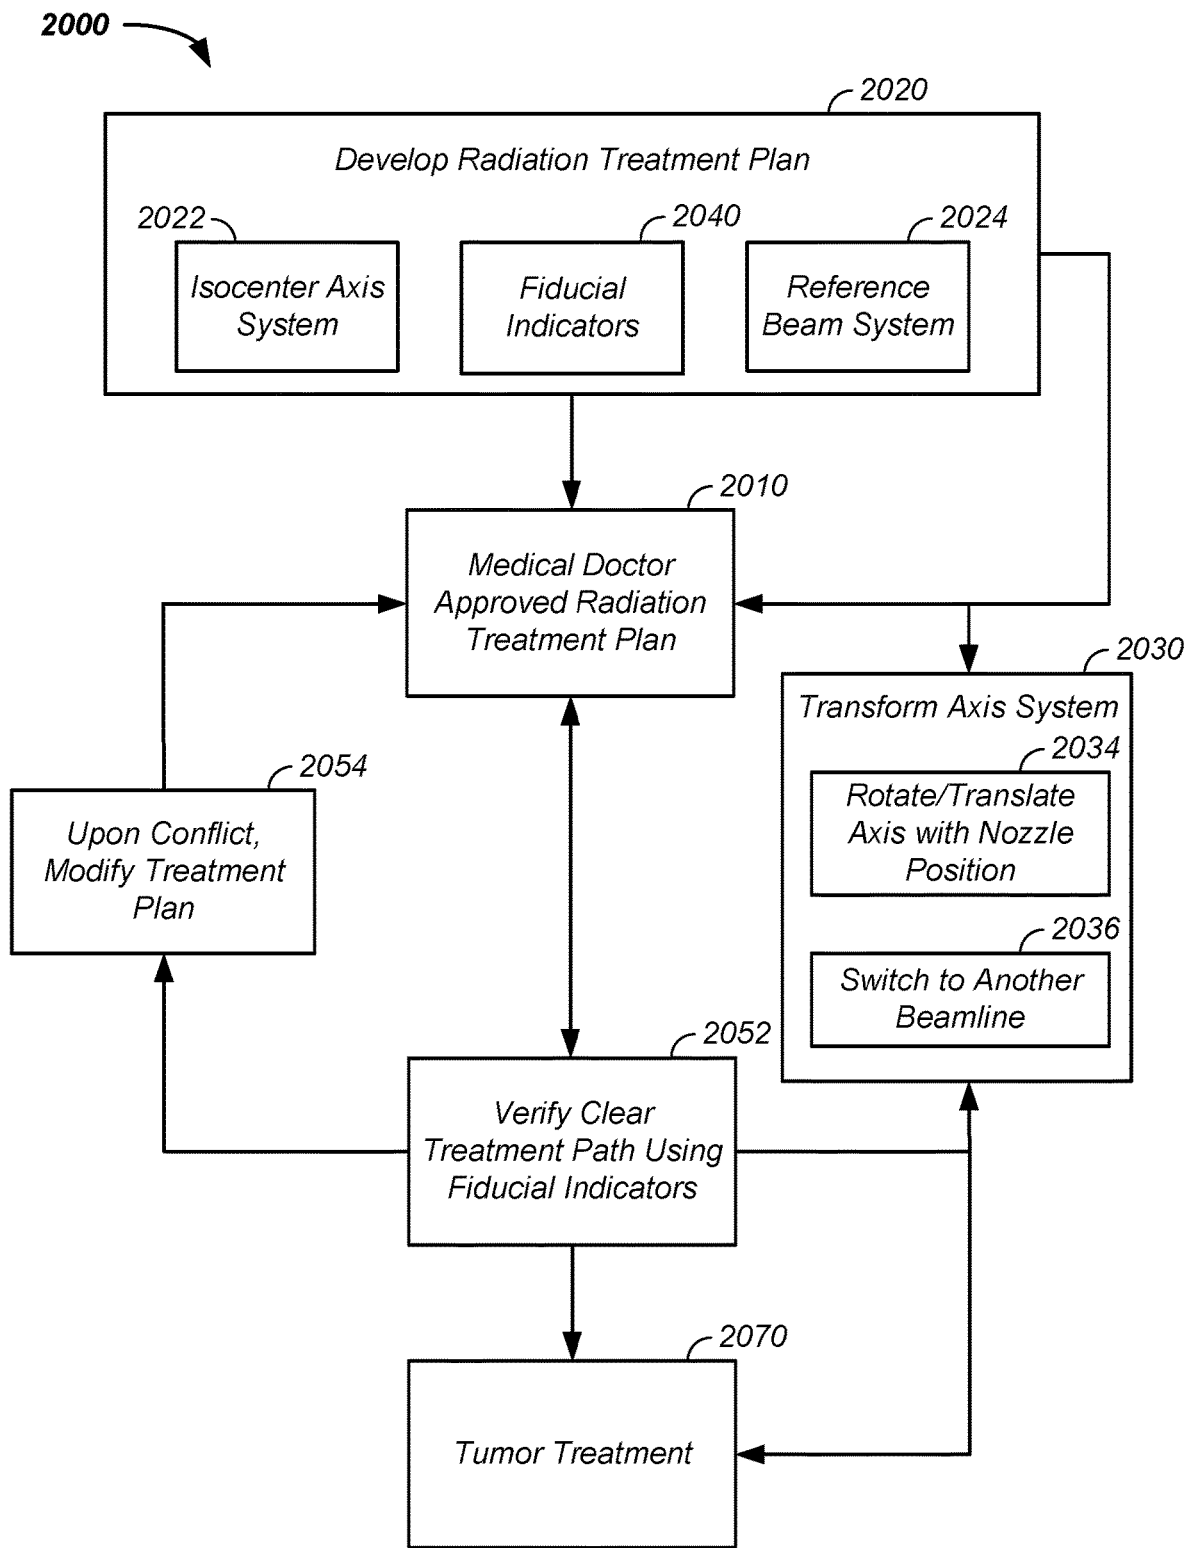 2000
2020
Develop Radiation Treatment Plan
2022
2040
2024
Isocenter Axis
System
Fiducial
Indicators
Reference
Beam System
2010
Medical Doctor
Approved Radiation
Treatment Plan
2030
Transform Axis System
2034
Rotate/Translate
Axis with Nozzle
Position
2054
Upon Conflict,
Modify Treatment
Plan
2036
Switch to Another
Beamline
2052
Verify Clear
Treatment Path Using
Fiducial Indicators
2070
Tumor Treatment